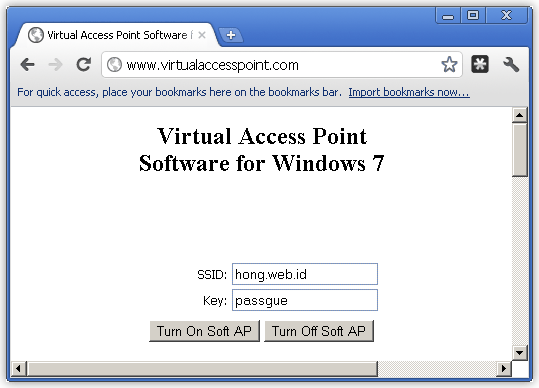 Virtual Access Point Software f
www.virtualaccesspoint.com
For quick access, place your bookmarks here on the bookmarks bar. Import bookmarks now...
Virtual Access Point
Software for Windows 7
SSID: hong.web.id
Key: passgue
Turn On Soft AP Turn Off Soft AP